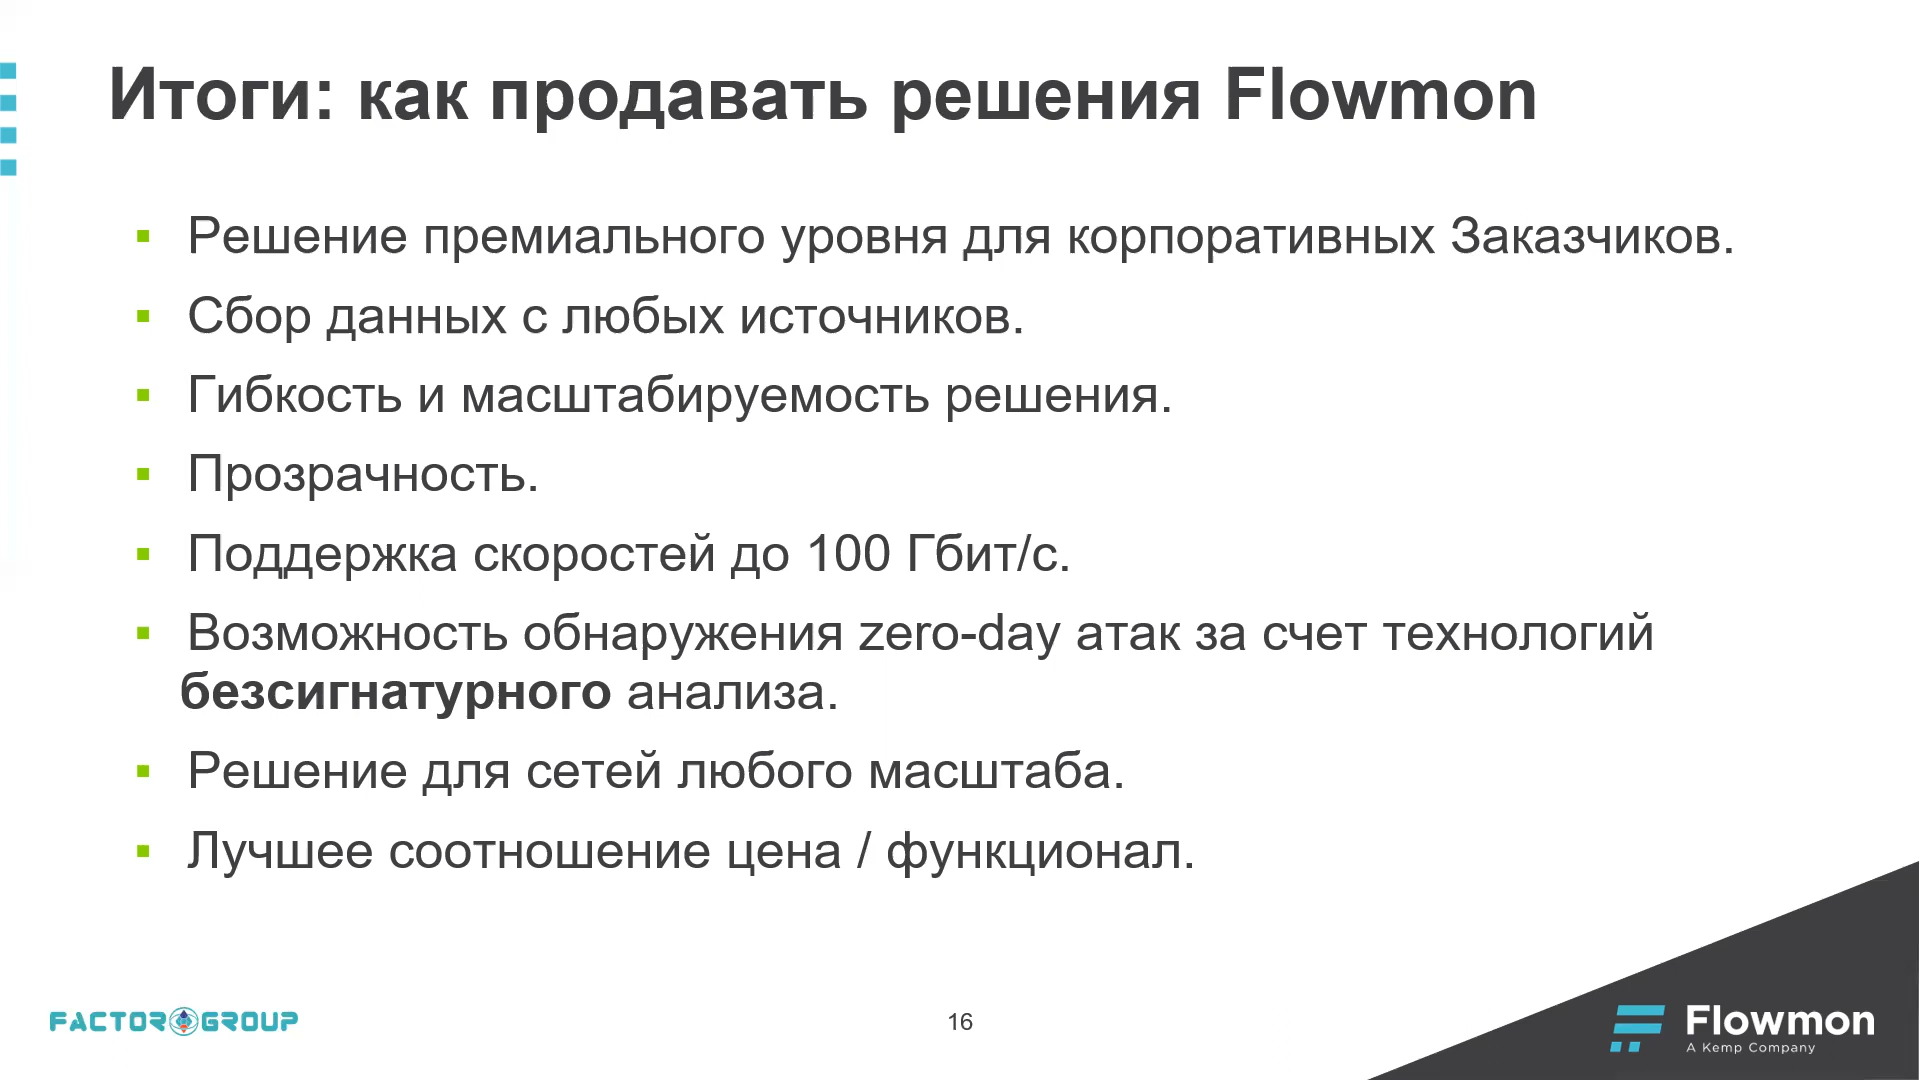 Итоги: как продавать решения Flowmon
▪ Решение премиального уровня для корпоративных Заказчиков.
▪ Сбор данных с любых источников.
▪ Гибкость и масштабируемость решения.
▪ Прозрачность.
▪ Поддержка скоростей до 100 Гбит/с.
▪ Возможность обнаружения zero-day атак за счет технологий
безсигнатурного анализа.
▪ Решение для сетей любого масштаба.
▪ Лучшее соотношение цена / функционал.
FACTOR GROUP
16
Flowmon
A Kemp Company